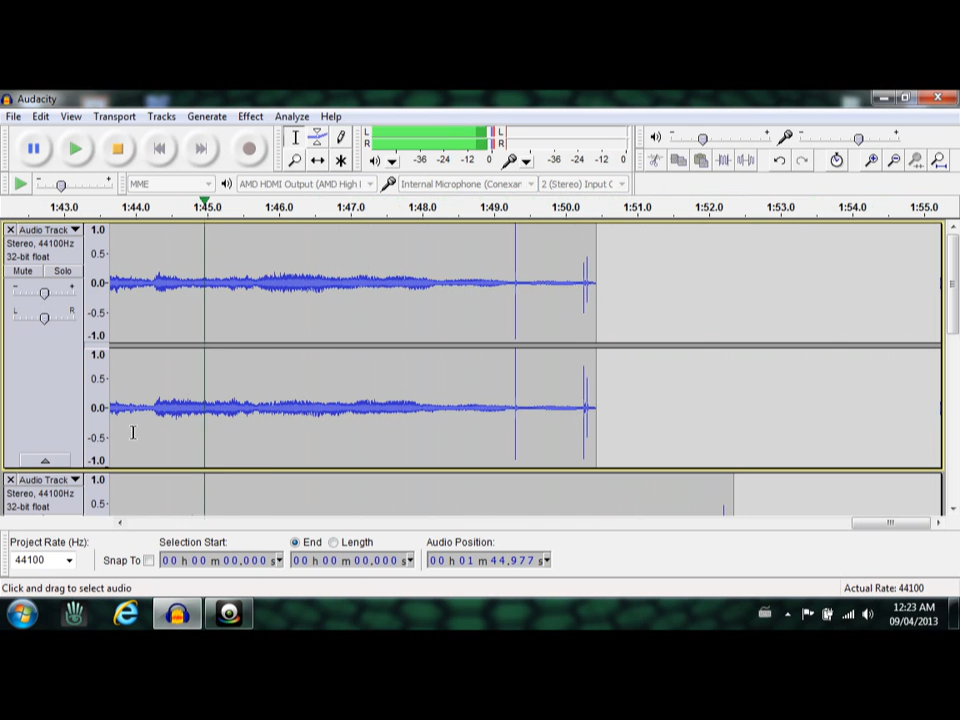 Audacity
File Edit View Transport Tracks Generate Effect Analyze Help
L L
R R
-36 -24 -12 0 -36 -24 -12 0
MME AMD HDMI Output (AMD High I Internal Microphone (Conexar 2 (Stereo) Input C
1:43.0 1:44.0 1:45.0 1:46.0 1:47.0 1:48.0 1:49.0 1:50.0 1:51.0 1:52.0 1:53.0 1:54.0 1:55.0
Audio Track
Stereo, 44100Hz
32-bit float
Mute Solo
- +
L R
1.0
0.5-
0.0-
-0.5-
-1.0
1.0
0.5-
0.0-
-0.5-
-1.0
Audio Track
Stereo, 44100Hz
32-bit float
1.0
0.5-
Project Rate (Hz): Selection Start: End Length Audio Position:
44100 Snap To 00 h 00 m 00.000 s 00 h 00 m 00.000 s 00 h 01 m 44.977 s
Click and drag to select audio Actual Rate: 44100
12:23 AM
09/04/2013